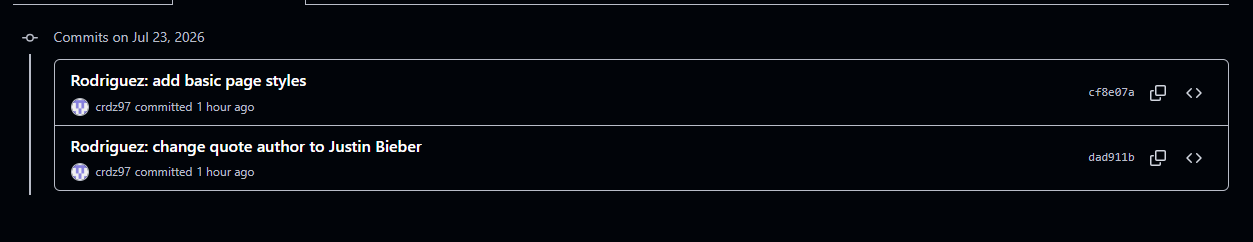 Commits on Jul 23, 2026
Rodriguez: add basic page styles
crdz97 committed 1 hour ago
cf8e07a
Rodriguez: change quote author to Justin Bieber
crdz97 committed 1 hour ago
dad911b